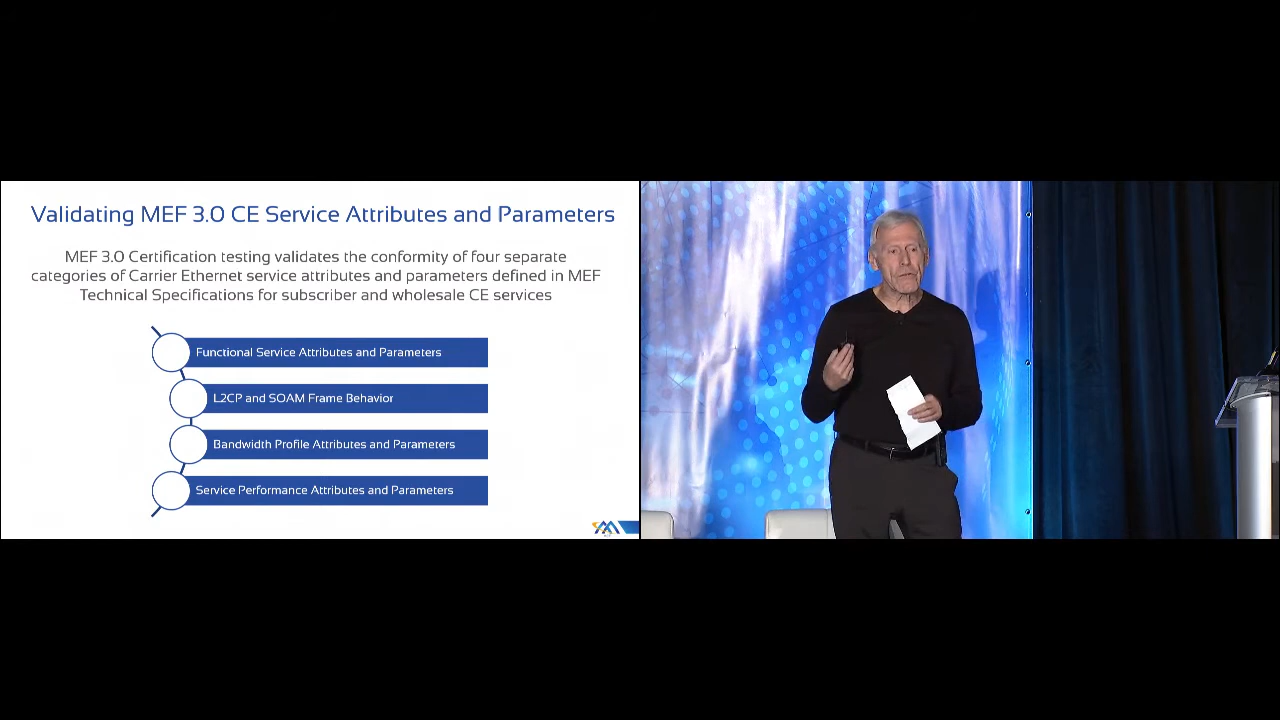 Validating MEF 3.0 CE Service Attributes and Parameters
MEF 3.0 Certification testing validates the conformity of four separate
categories of Carrier Ethernet service attributes and parameters defined in MEF
Technical Specifications for subscriber and wholesale CE services
Functional Service Attributes and Parameters
L2CP and SOAM Frame Behavior
Bandwidth Profile Attributes and Parameters
Service Performance Attributes and Parameters